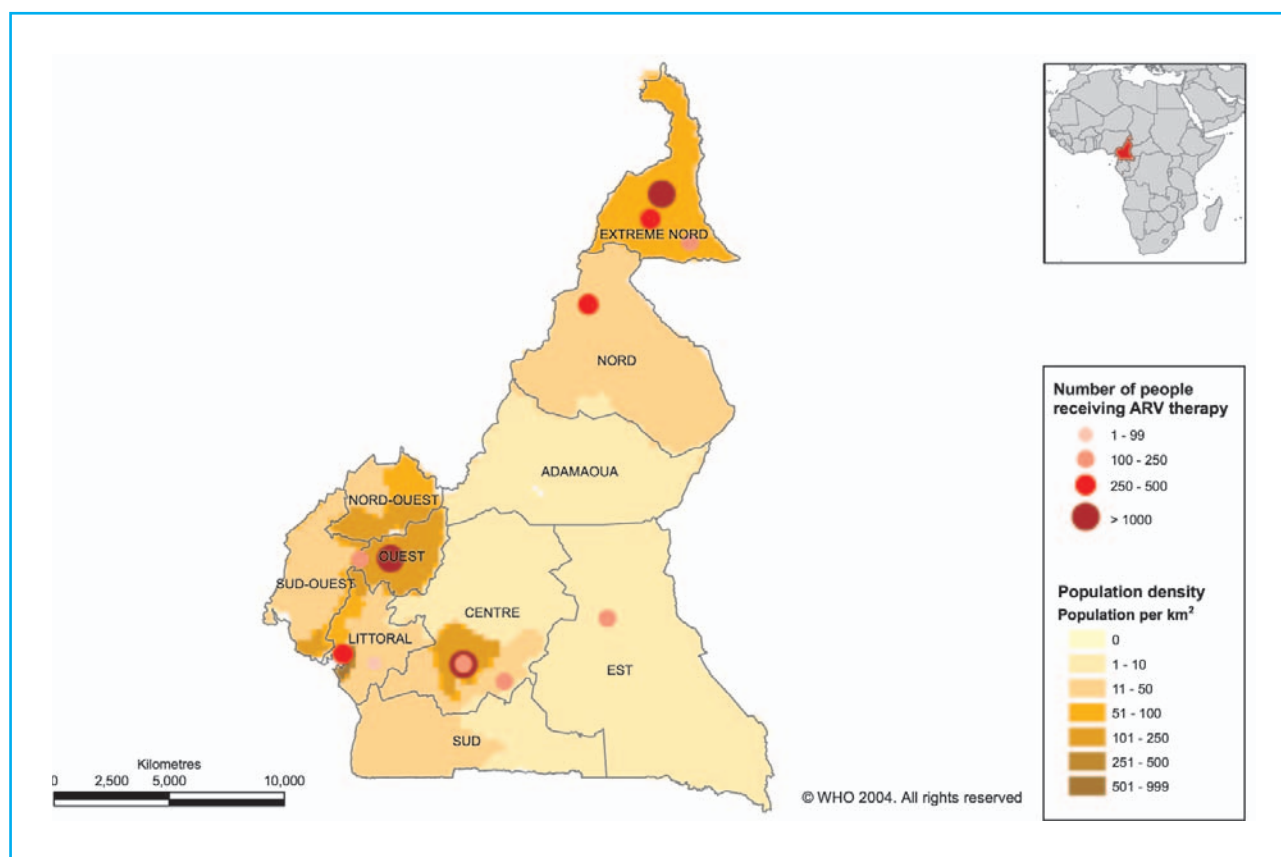 EXTREME NORD
NORD
ADAMAOUA
NORD-OUEST
OUEST
SUD-OUEST
CENTRE
LITTORAL
EST
SUD
Kilometres
0 2,500 5,000 10,000
© WHO 2004. All rights reserved
Number of people
receiving ARV therapy
1 - 99
100 - 250
250 - 500
> 1000
Population density
Population per km²
0
1 - 10
11 - 50
51 - 100
101 - 250
251 - 500
501 - 999